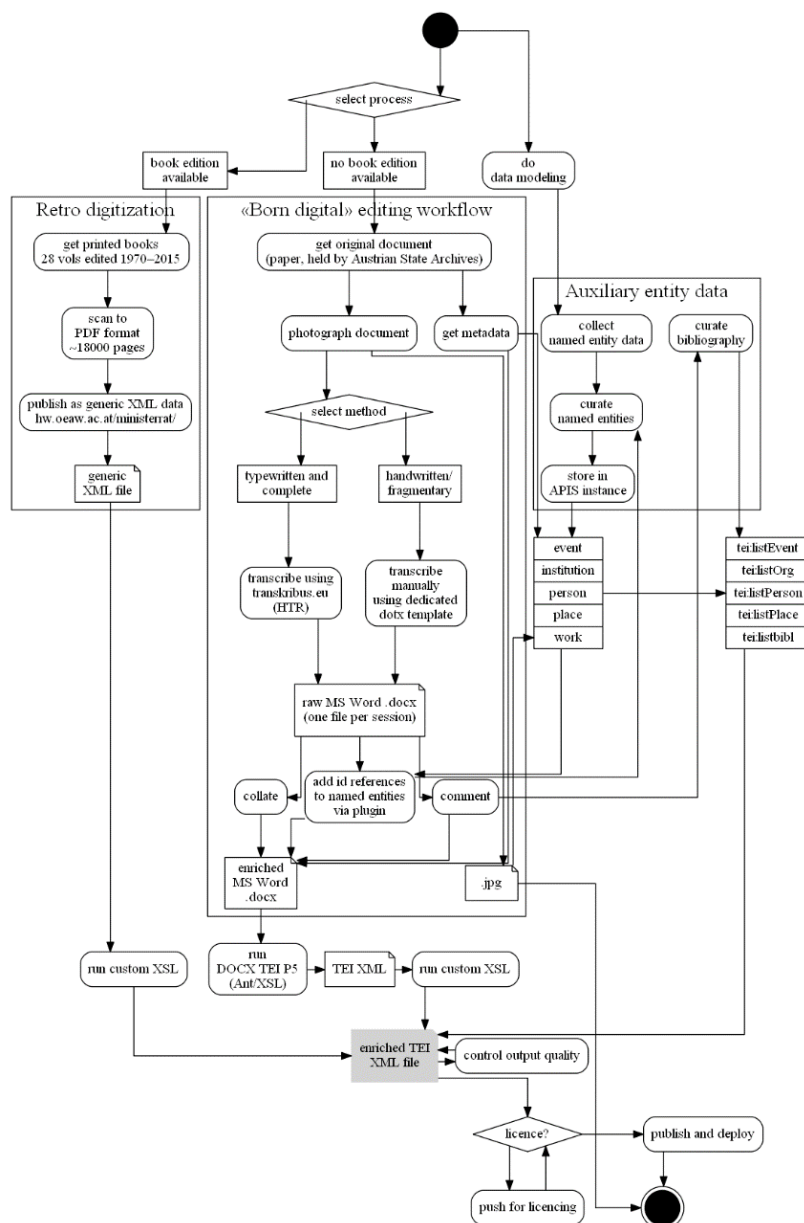 select process
book edition
available
no book edition
available
do
data modeling
Retro digitization
«Born digital» editing workflow
get printed books
28 vols edited 1970–2015
get original document
(paper, held by Austrian State Archives)
Auxiliary entity data
scan to
PDF format
~18000 pages
photograph document
get metadata
collect
named entity data
curate
bibliography
publish as generic XML data
hw.oeaw.ac.at/ministerrat/
select method
curate
named entities
generic
XML file
typewritten and
complete
handwritten/
fragmentary
store in
APIS instance
event
institution
person
place
work
tei:listEvent
tei:listOrg
tei:listPerson
tei:listPlace
tei:listbibl
transcribe using
transkribus.eu
(HTR)
transcribe
manually
using dedicated
dotx template
raw MS Word .docx
(one file per session)
collate
add id references
to named entities
via plugin
comment
enriched
MS Word
.docx
.jpg
run custom XSL
run
DOCX TEI P5
(Ant/XSL)
TEI XML
run custom XSL
enriched TEI
XML file
control output quality
licence?
publish and deploy
push for licencing